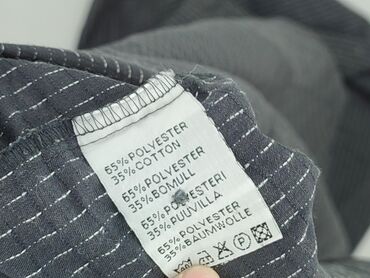 65% POLYESTER
35% COTTON
65% POLYESTER
35% BOMULL
65% POLYESTERI
35% PUUVILLA
65% POLYESTER
35% BAUMWOLLE
P